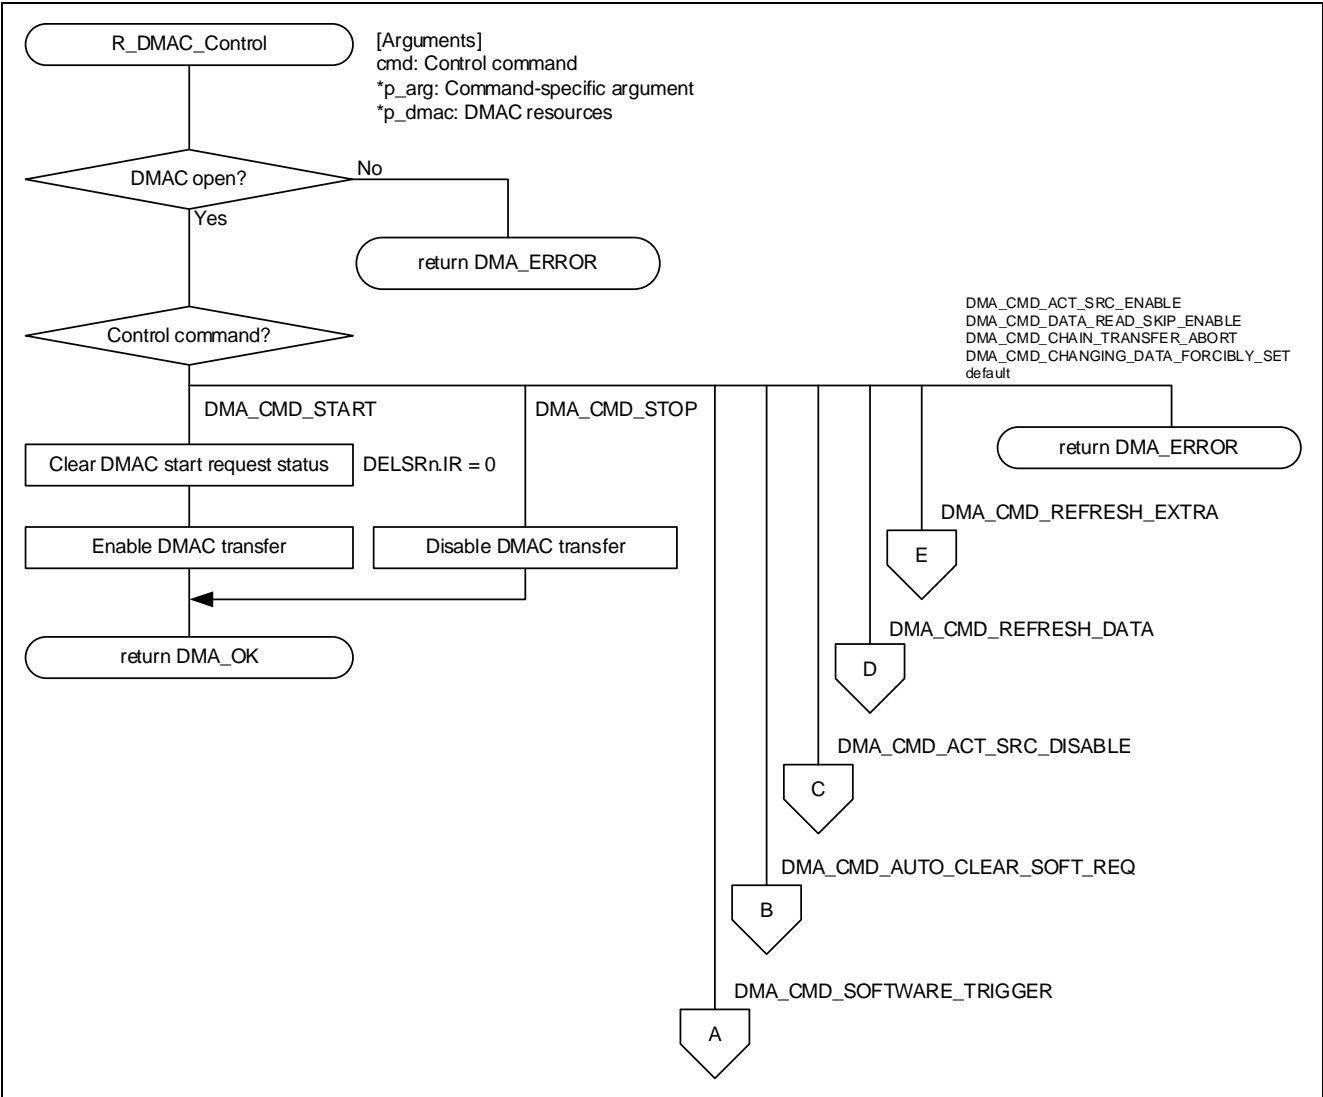 R_DMAC_Control
[Arguments]
cmd: Control command
*p_arg: Command-specific argument
*p_dmac: DMAC resources
DMAC open?
No
Yes
return DMA_ERROR
Control command?
DMA_CMD_ACT_SRC_ENABLE
DMA_CMD_DATA_READ_SKIP_ENABLE
DMA_CMD_CHAIN_TRANSFER_ABORT
DMA_CMD_CHANGING_DATA_FORCIBLY_SET
default
DMA_CMD_START
DMA_CMD_STOP
return DMA_ERROR
Clear DMAC start request status
DELSRn.IR = 0
DMA_CMD_REFRESH_EXTRA
Enable DMAC transfer
Disable DMAC transfer
E
DMA_CMD_REFRESH_DATA
return DMA_OK
D
DMA_CMD_ACT_SRC_DISABLE
C
DMA_CMD_AUTO_CLEAR_SOFT_REQ
B
DMA_CMD_SOFTWARE_TRIGGER
A